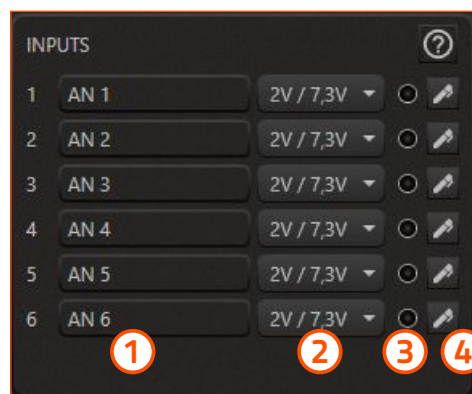 INPUTS ?
1 AN 1 2V / 7,3V
2 AN 2 2V / 7,3V
3 AN 3 2V / 7,3V
4 AN 4 2V / 7,3V
5 AN 5 2V / 7,3V
6 AN 6 2V / 7,3V
1 2 3 4